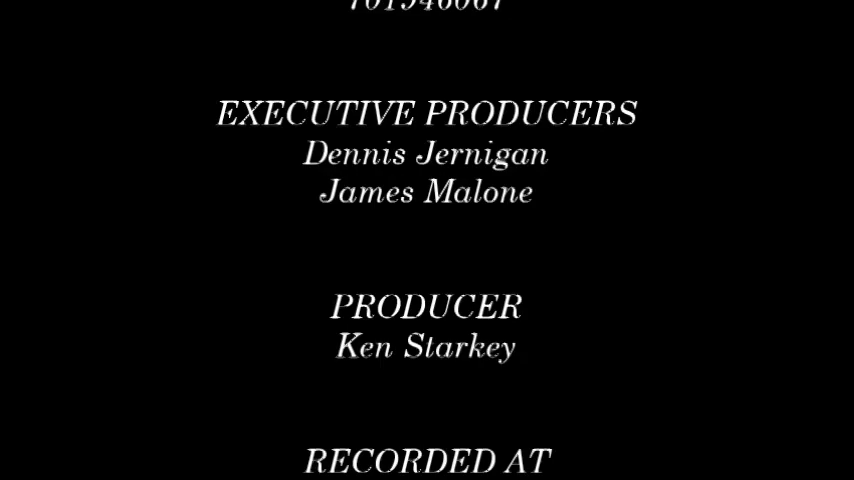 EXECUTIVE PRODUCERS
Dennis Jernigan
James Malone
PRODUCER
Ken Starkey
RECORDED AT